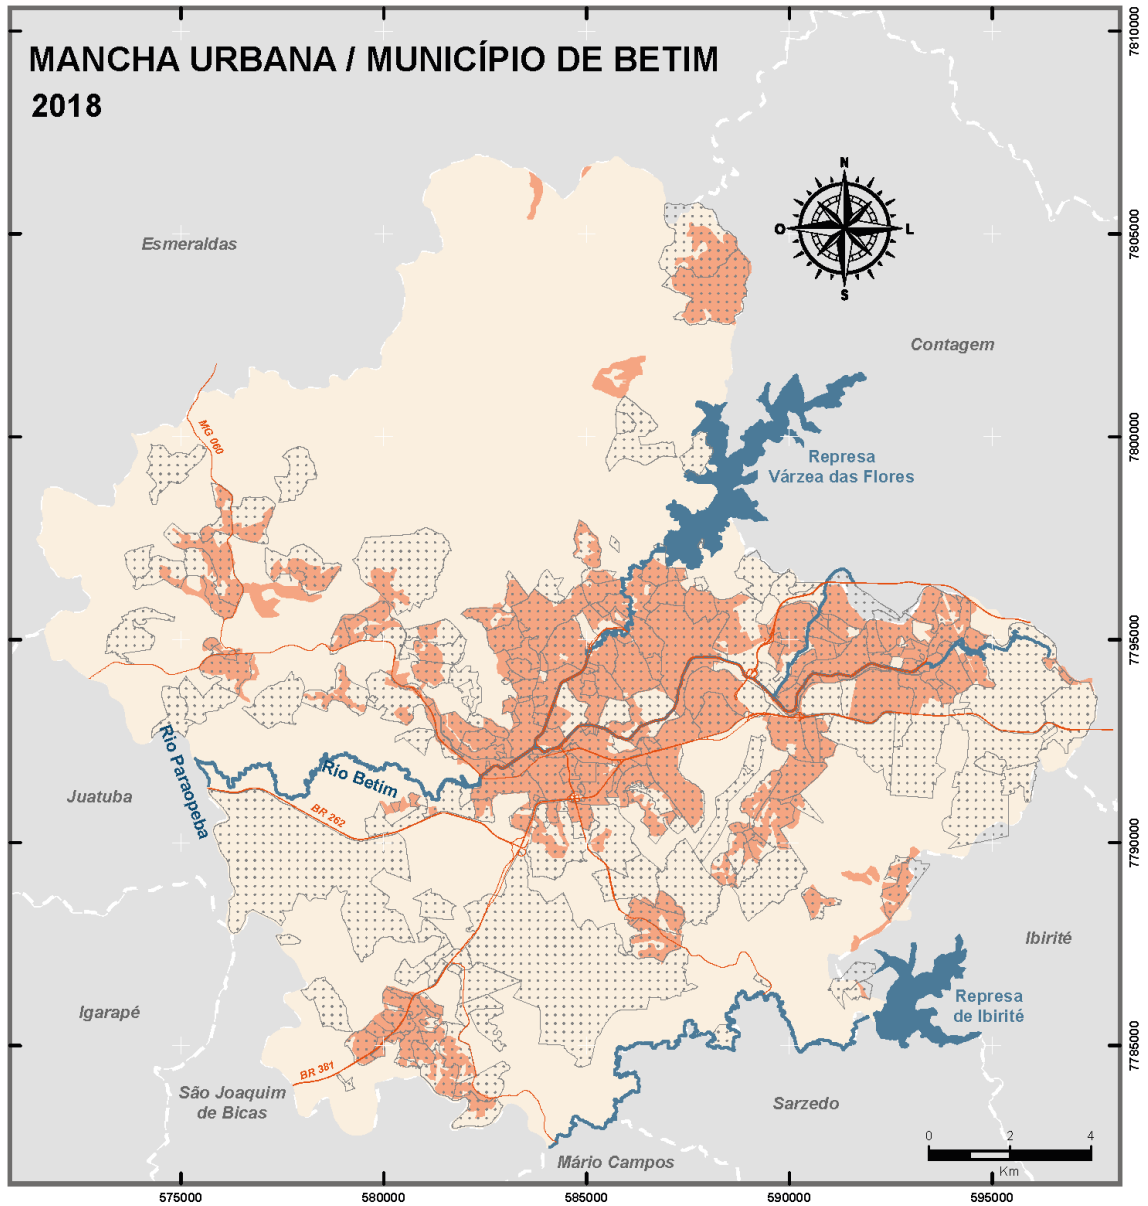 MANCHA URBANA / MUNICÍPIO DE BETIM
2018
7810000
N
O
L
S
7805000
Esmeraldas
Contagem
MG 060
7800000
Represa
Várzea das Flores
7795000
Rio Paraopeba
Rio Betim
Juatuba
BR 262
7790000
Ibirité
Igarapé
Represa
de Ibirité
7785000
BR 381
São Joaquim
de Bicas
Sarzedo
Mário Campos
0
2
4
Km
575000
580000
585000
590000
595000